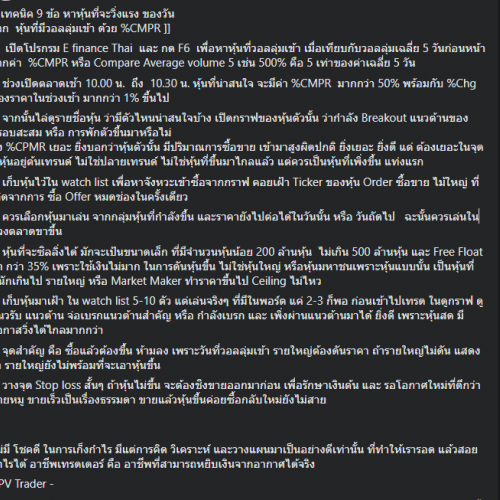 เทคนิค 9 ข้อ หาหุ้นที่จะวิ่งแรง ของวัน
หุ้นที่มีวอลลุ่มเข้า ด้วย %CMPR ]]
เปิดโปรกรม E finance Thai และ กด F6 เพื่อหาหุ้นที่วอลลุ่มเข้า เมื่อเทียบกับวอลลุ่มเฉลี่ย 5 วันก่อนหน้า
ค่า %CMPR หรือ Compare Average volume 5 เช่น 500% คือ 5 เท่าของค่าเฉลี่ย 5 วัน
ช่วงเปิดตลาดเช้า 10.00 น. ถึง 10.30 น. หุ้นที่น่าสนใจ จะมีค่า %CMPR มากกว่า 50% พร้อมกับ %Chg
ของราคาในช่วงเช้า มากกว่า 1% ขึ้นไป
จากนั้นไล่ดูรายชื่อหุ้น ว่ามีตัวไหนน่าสนใจบ้าง เปิดกราฟของหุ้นตัวนั้น ว่ากำลัง Breakout แนวต้านของ
กรอบสะสม หรือ การพักตัวขึ้นมาหรือไม่
%CPMR เยอะ ยิ่งบอกว่าหุ้นตัวนั้น มีปริมาณการซื้อขาย เข้ามาสูงผิดปกติ ยิ่งเยอะ ยิ่งดี แต่ ต้องเยอะในจุด
หุ้นอยู่ต้นเทรนด์ ไม่ใช่ปลายเทรนด์ ไม่ใช่หุ้นที่ขึ้นมาไกลแล้ว แต่ควรเป็นหุ้นที่เพิ่งขึ้น แท่งแรก
เก็บหุ้นไว้ใน watch list เพื่อหาจังหวะเข้าซื้อจากกราฟ คอยเฝ้า Ticker ของหุ้น Order ซื้อขาย ไม้ใหญ่ ที่
เกิดจากการ ซื้อ Offer หมดช่องในครั้งเดียว
ควรเลือกหุ้นมาเล่น จากกลุ่มหุ้นที่กำลังขึ้น และราคายังไปต่อได้ในวันนั้น หรือ วันถัดไป ฉะนั้นควรเล่นใน
ช่วงตลาดขาขึ้น
หุ้นที่จะซิลลิ่งได้ มักจะเป็นขนาดเล็ก ที่มีจำนวนหุ้นน้อย 200 ล้านหุ้น ไม่เกิน 500 ล้านหุ้น และ Free Float
กว่า 35% เพราะใช้เงินไม่มาก ในการดันหุ้นขึ้น ไม่ใช่หุ้นใหญ่ หรือหุ้นมหาชนเพราะหุ้นแบบนั้น เป็นหุ้นที่
หนักเกินไป รายใหญ่ หรือ Market Maker ทำราคาขึ้นไป Ceiling ไม่ไหว
เก็บหุ้นมาเฝ้า ใน watch list 5-10 ตัว แต่เล่นจริงๆ ที่มีในพอร์ต แค่ 2-3 ก็พอ ก่อนเข้าไปเทรด ในดูกราฟ ดู
แนวรับ แนวต้าน จ่อเบรกแนวต้านสำคัญ หรือ กำลังเบรก และ เพิ่งผ่านแนวต้านมาได้ ยิ่งดี เพราะหุ้นสด มี
โอกาสวิ่งได้ไกลมากกว่า
จุดสำคัญ คือ ซื้อแล้วต้องขึ้น ห้ามลง เพราะวันที่วอลลุ่มเข้า รายใหญ่ต้องดันราคา ถ้ารายใหญ่ไม่ดัน แสดง
รายใหญ่ยังไม่พร้อมที่จะเอาหุ้นขึ้น
วางจุด Stop loss สั้นๆ ถ้าหุ้นไม่ขึ้น จะต้องชิงขายออกมาก่อน เพื่อรักษาเงินต้น และ รอโอกาสใหม่ที่ดีกว่า
ขายหมู ขายเร็วเป็นเรื่องธรรมดา ขายแล้วหุ้นขึ้นค่อยซื้อกลับใหม่ยังไม่สาย
ไม่มี โชคดี ในการเก็งกำไร มีแต่การคิด วิเคราะห์ และวางแผนมาเป็นอย่างดีเท่านั้น ที่ทำให้เรารอด แล้วสอย
กำไรได้ อาชีพเทรดเดอร์ คือ อาชีพที่สามารถหยิบเงินจากอากาศได้จริง
PV Trader -